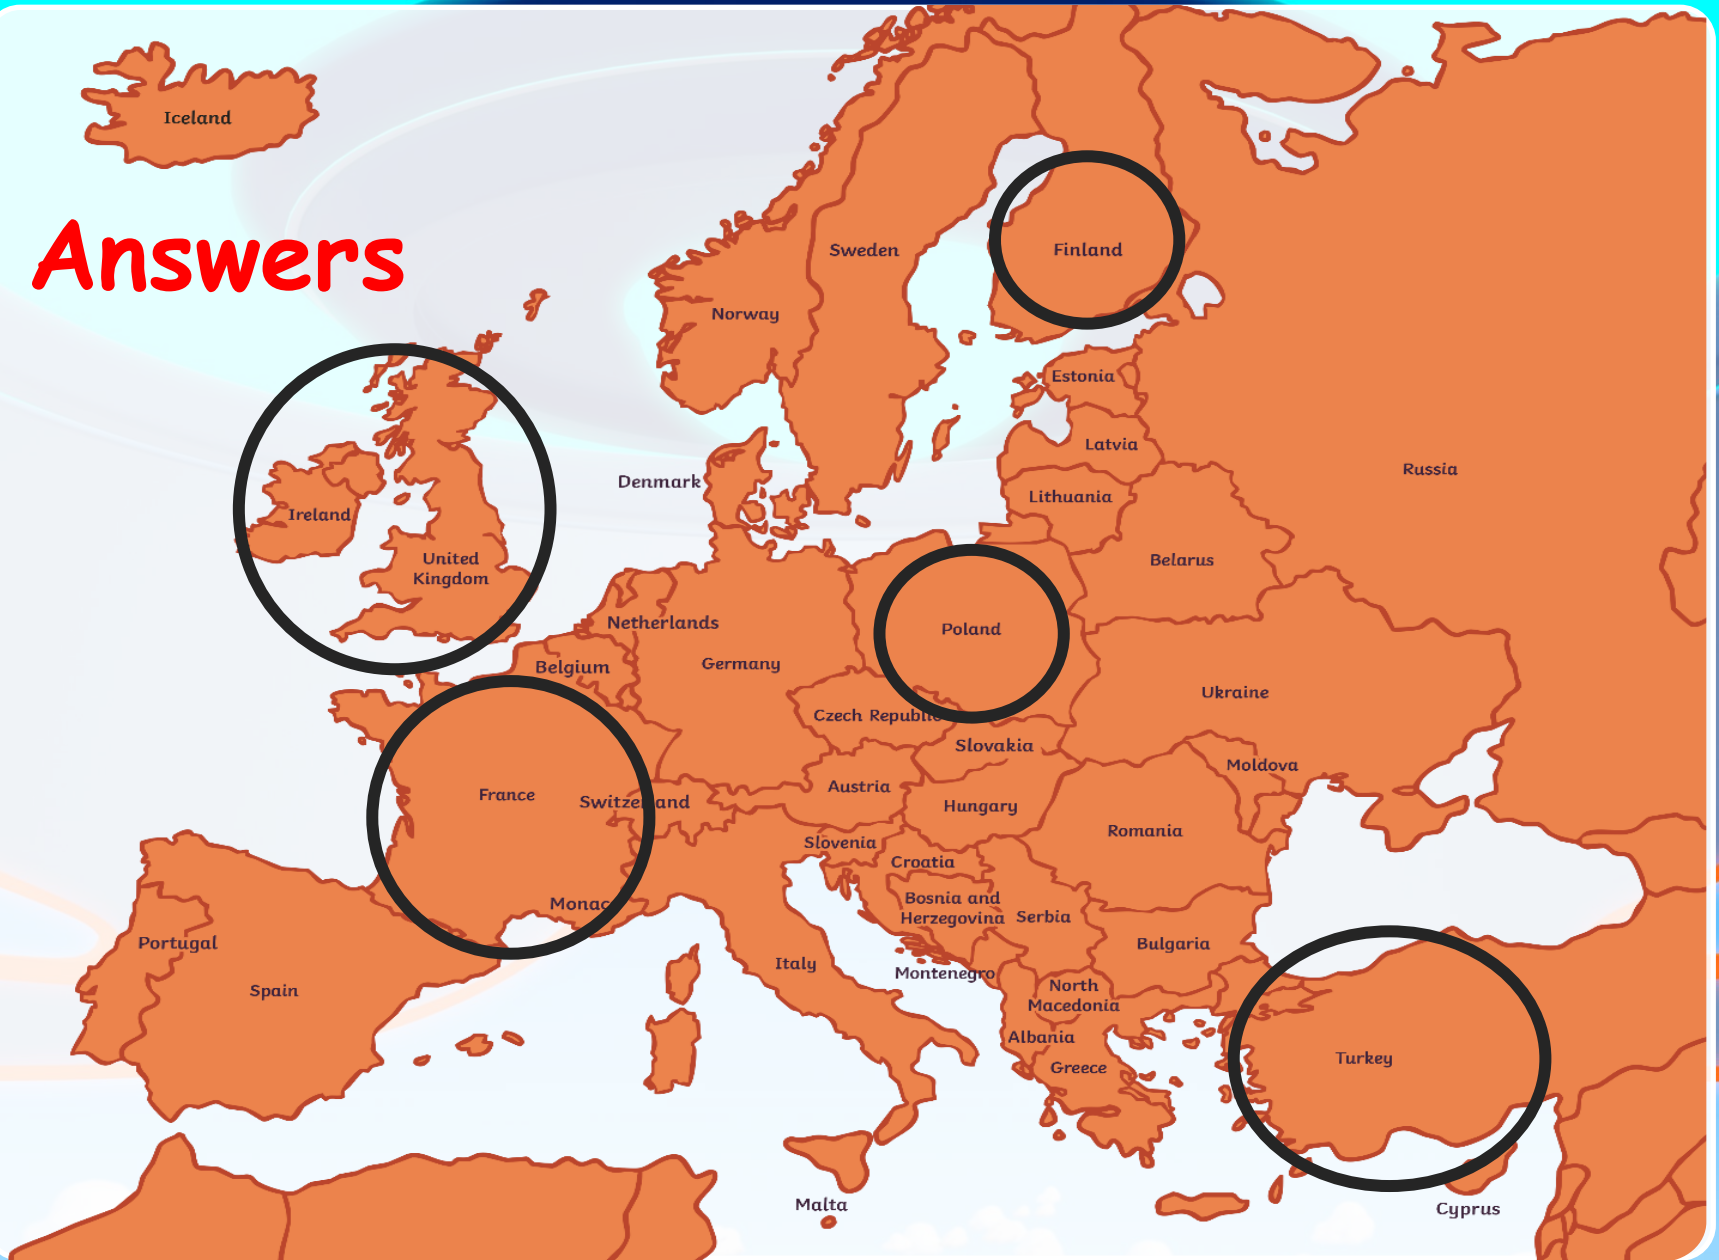 Iceland
Answers
Sweden
Finland
Norway
Estonia
Latvia
Russia
Denmark
Lithuania
Ireland
United
Kingdom
Belarus
Netherlands
Poland
Belgium
Germany
Ukraine
Czech Republic
Slovakia
Moldova
France
Switzerland
Austria
Hungary
Romania
Slovenia
Croatia
Monaco
Bosnia and
Herzegovina
Serbia
Portugal
Bulgaria
Spain
Italy
Montenegro
North
Macedonia
Albania
Greece
Turkey
Malta
Cyprus